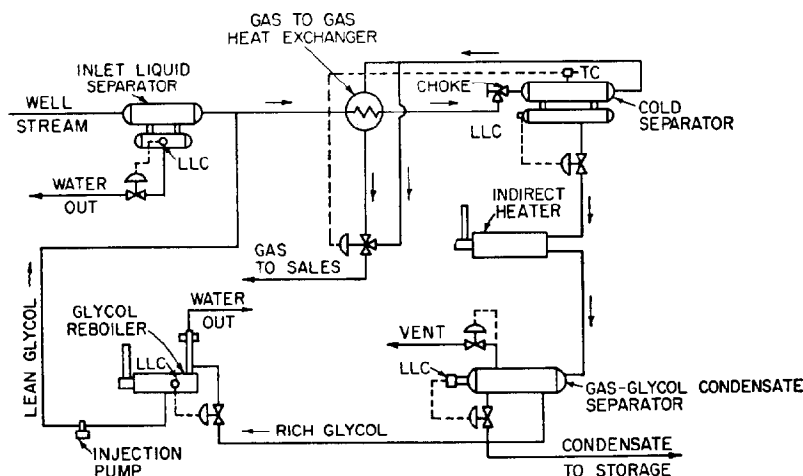 GAS TO GAS
HEAT EXCHANGER
INLET LIQUID
SEPARATOR
WELL
STREAM
LLC
WATER
OUT
CHOKE
TC
COLD
SEPARATOR
LLC
INDIRECT
HEATER
GAS
TO SALES
WATER
OUT
GLYCOL
REBOILER
LLC
LEAN GLYCOL
INJECTION
PUMP
VENT
LLC
GAS-GLYCOL CONDENSATE
SEPARATOR
RICH GLYCOL
CONDENSATE
TO STORAGE